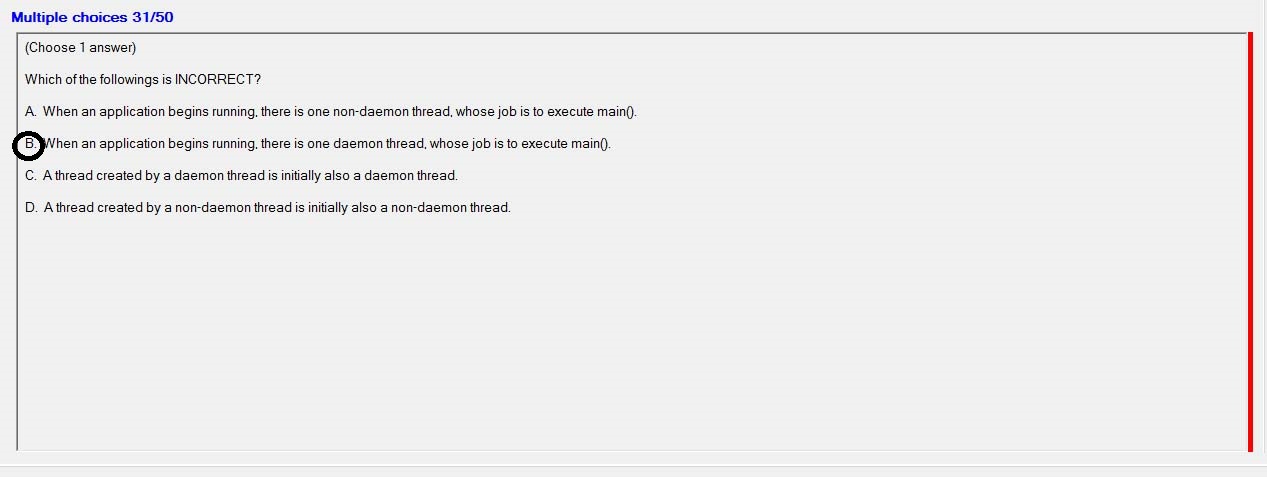 Multiple choices 31/50
(Choose 1 answer)
Which of the followings is INCORRECT?
A. When an application begins running, there is one non-daemon thread, whose job is to execute main().
B. When an application begins running, there is one daemon thread, whose job is to execute main().
C. A thread created by a daemon thread is initially also a daemon thread.
D. A thread created by a non-daemon thread is initially also a non-daemon thread.